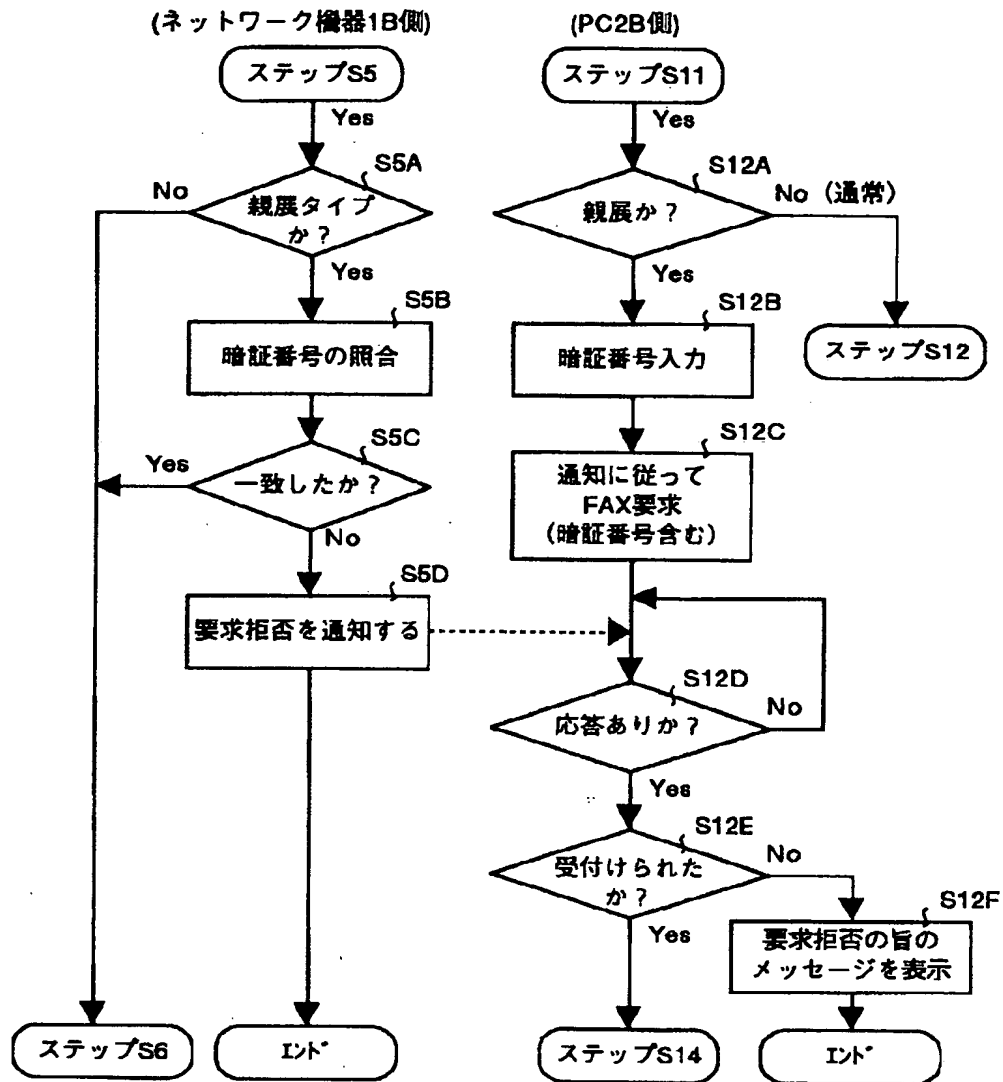 (ネットワーク機器1B側)
ステップS5
Yes
S5A
No
親展タイプ
か？
Yes
S5B
暗証番号の照合
S5C
Yes
一致したか？
No
S5D
要求拒否を通知する
ステップS6
エンド
(PC2B側)
ステップS11
Yes
S12A
No（通常）
親展か？
Yes
ステップS12
S12B
暗証番号入力
S12C
通知に従って
FAX要求
（暗証番号含む）
S12D
No
応答ありか？
Yes
S12E
No
受付けられた
か？
Yes
S12F
要求拒否の旨の
メッセージを表示
ステップS14
エンド